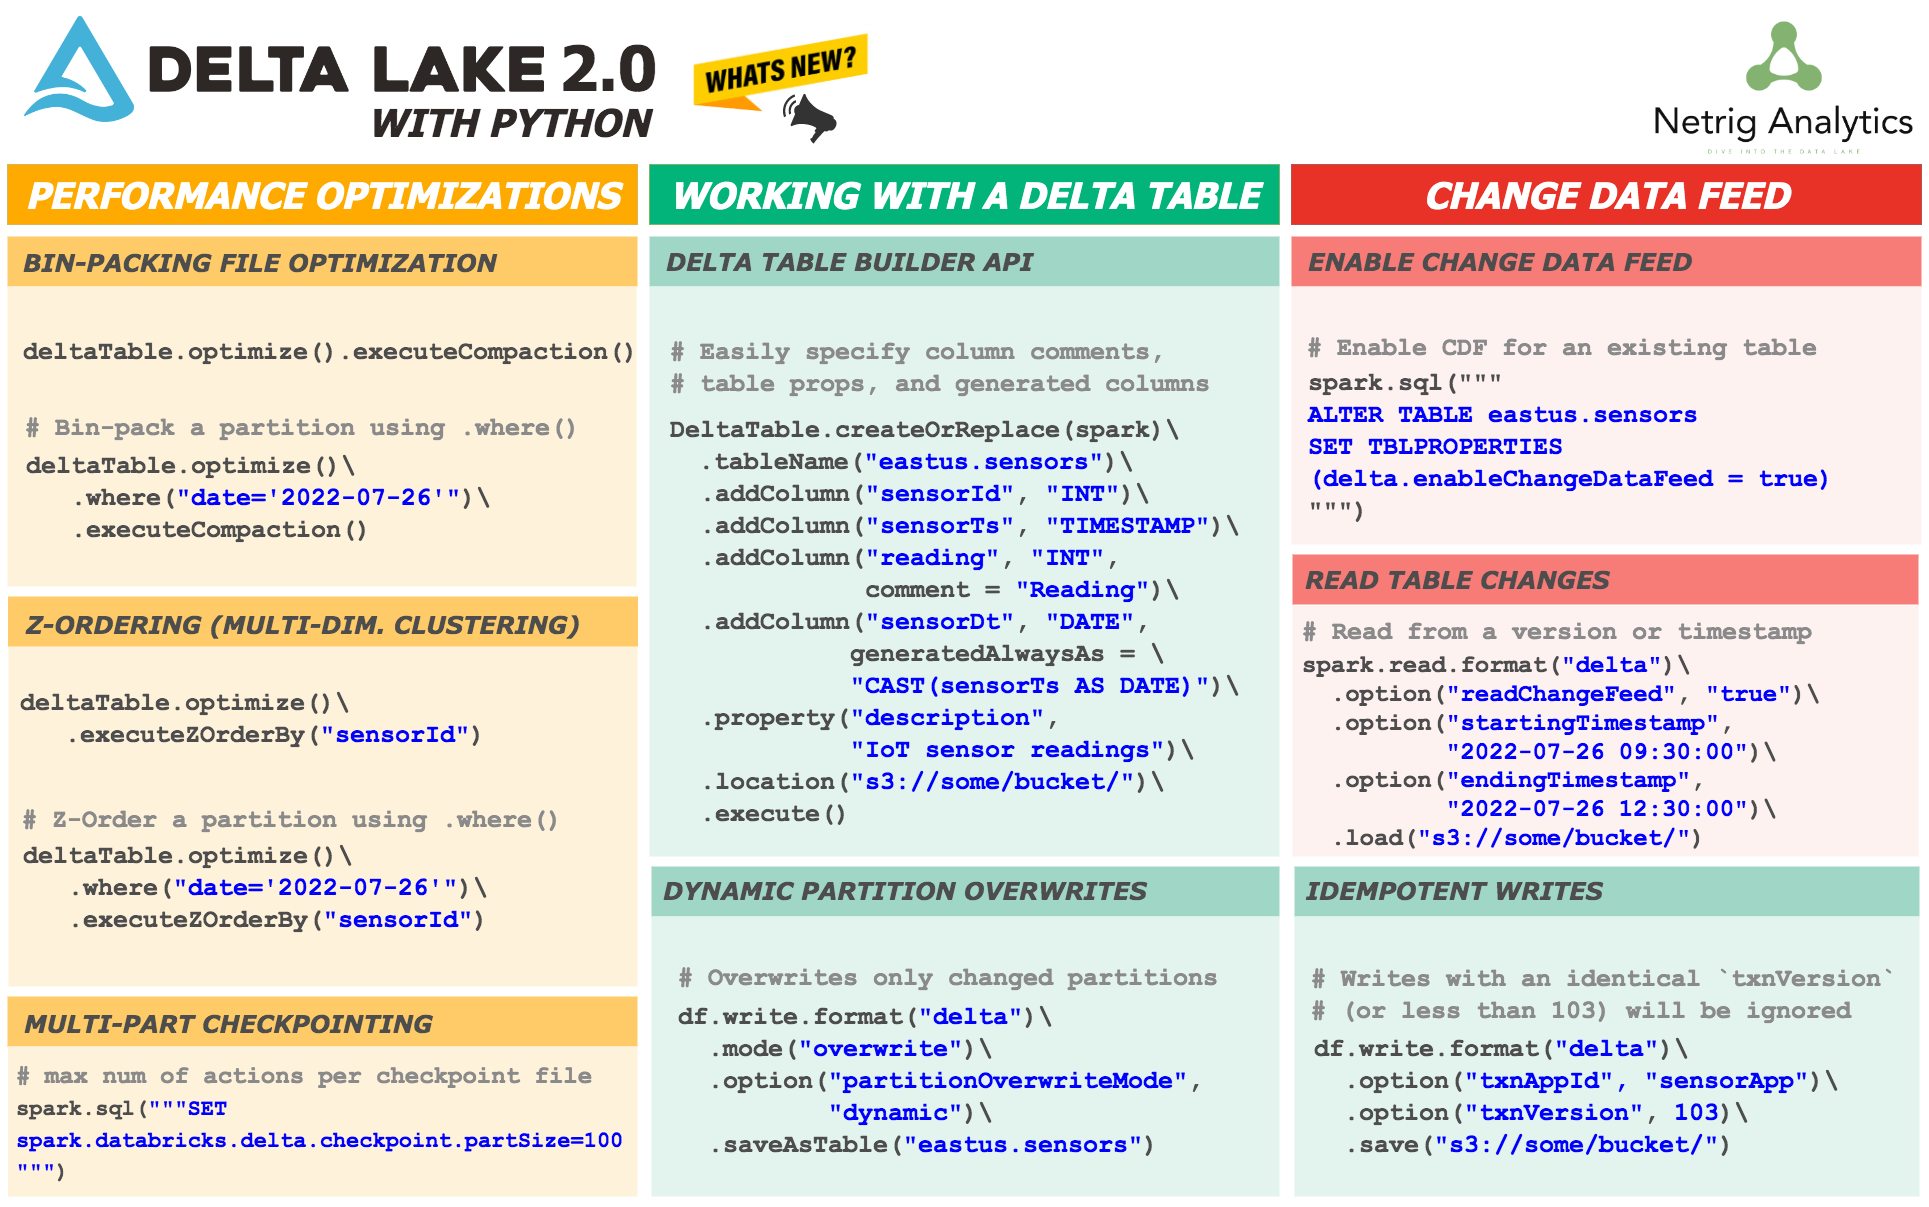 DELTA LAKE 2.0
WITH PYTHON
WHATS NEW?
Netrig Analytics
DIVE INTO THE DATA LAKE
PERFORMANCE OPTIMIZATIONS
BIN-PACKING FILE OPTIMIZATION
deltaTable.optimize().executeCompaction()
# Bin-pack a partition using .where()
deltaTable.optimize()\
.where("date='2022-07-26'")\
.executeCompaction()
Z-ORDERING (MULTI-DIM. CLUSTERING)
deltaTable.optimize()\
.executeZOrderBy("sensorId")
# Z-Order a partition using .where()
deltaTable.optimize()\
.where("date='2022-07-26'")\
.executeZOrderBy("sensorId")
MULTI-PART CHECKPOINTING
# max num of actions per checkpoint file
spark.sql("""SET
spark.databricks.delta.checkpoint.partSize=100
""")
WORKING WITH A DELTA TABLE
DELTA TABLE BUILDER API
# Easily specify column comments,
# table props, and generated columns
DeltaTable.createOrReplace(spark)\
.tableName("eastus.sensors")\
.addColumn("sensorId", "INT")\
.addColumn("sensorTs", "TIMESTAMP")\
.addColumn("reading", "INT",
comment = "Reading")\
.addColumn("sensorDt", "DATE",
generatedAlwaysAs = \
"CAST(sensorTs AS DATE)")\
.property("description",
"IoT sensor readings")\
.location("s3://some/bucket/")\
.execute()
DYNAMIC PARTITION OVERWRITES
# Overwrites only changed partitions
df.write.format("delta")\
.mode("overwrite")\
.option("partitionOverwriteMode",
"dynamic")\
.saveAsTable("eastus.sensors")
CHANGE DATA FEED
ENABLE CHANGE DATA FEED
# Enable CDF for an existing table
spark.sql("""
ALTER TABLE eastus.sensors
SET TBLPROPERTIES
(delta.enableChangeDataFeed = true)
""")
READ TABLE CHANGES
# Read from a version or timestamp
spark.read.format("delta")\
.option("readChangeFeed", "true")\
.option("startingTimestamp",
"2022-07-26 09:30:00")\
.option("endingTimestamp",
"2022-07-26 12:30:00")\
.load("s3://some/bucket/")
IDEMPOTENT WRITES
# Writes with an identical `txnVersion`
# (or less than 103) will be ignored
df.write.format("delta")\
.option("txnAppId", "sensorApp")\
.option("txnVersion", 103)\
.save("s3://some/bucket/")